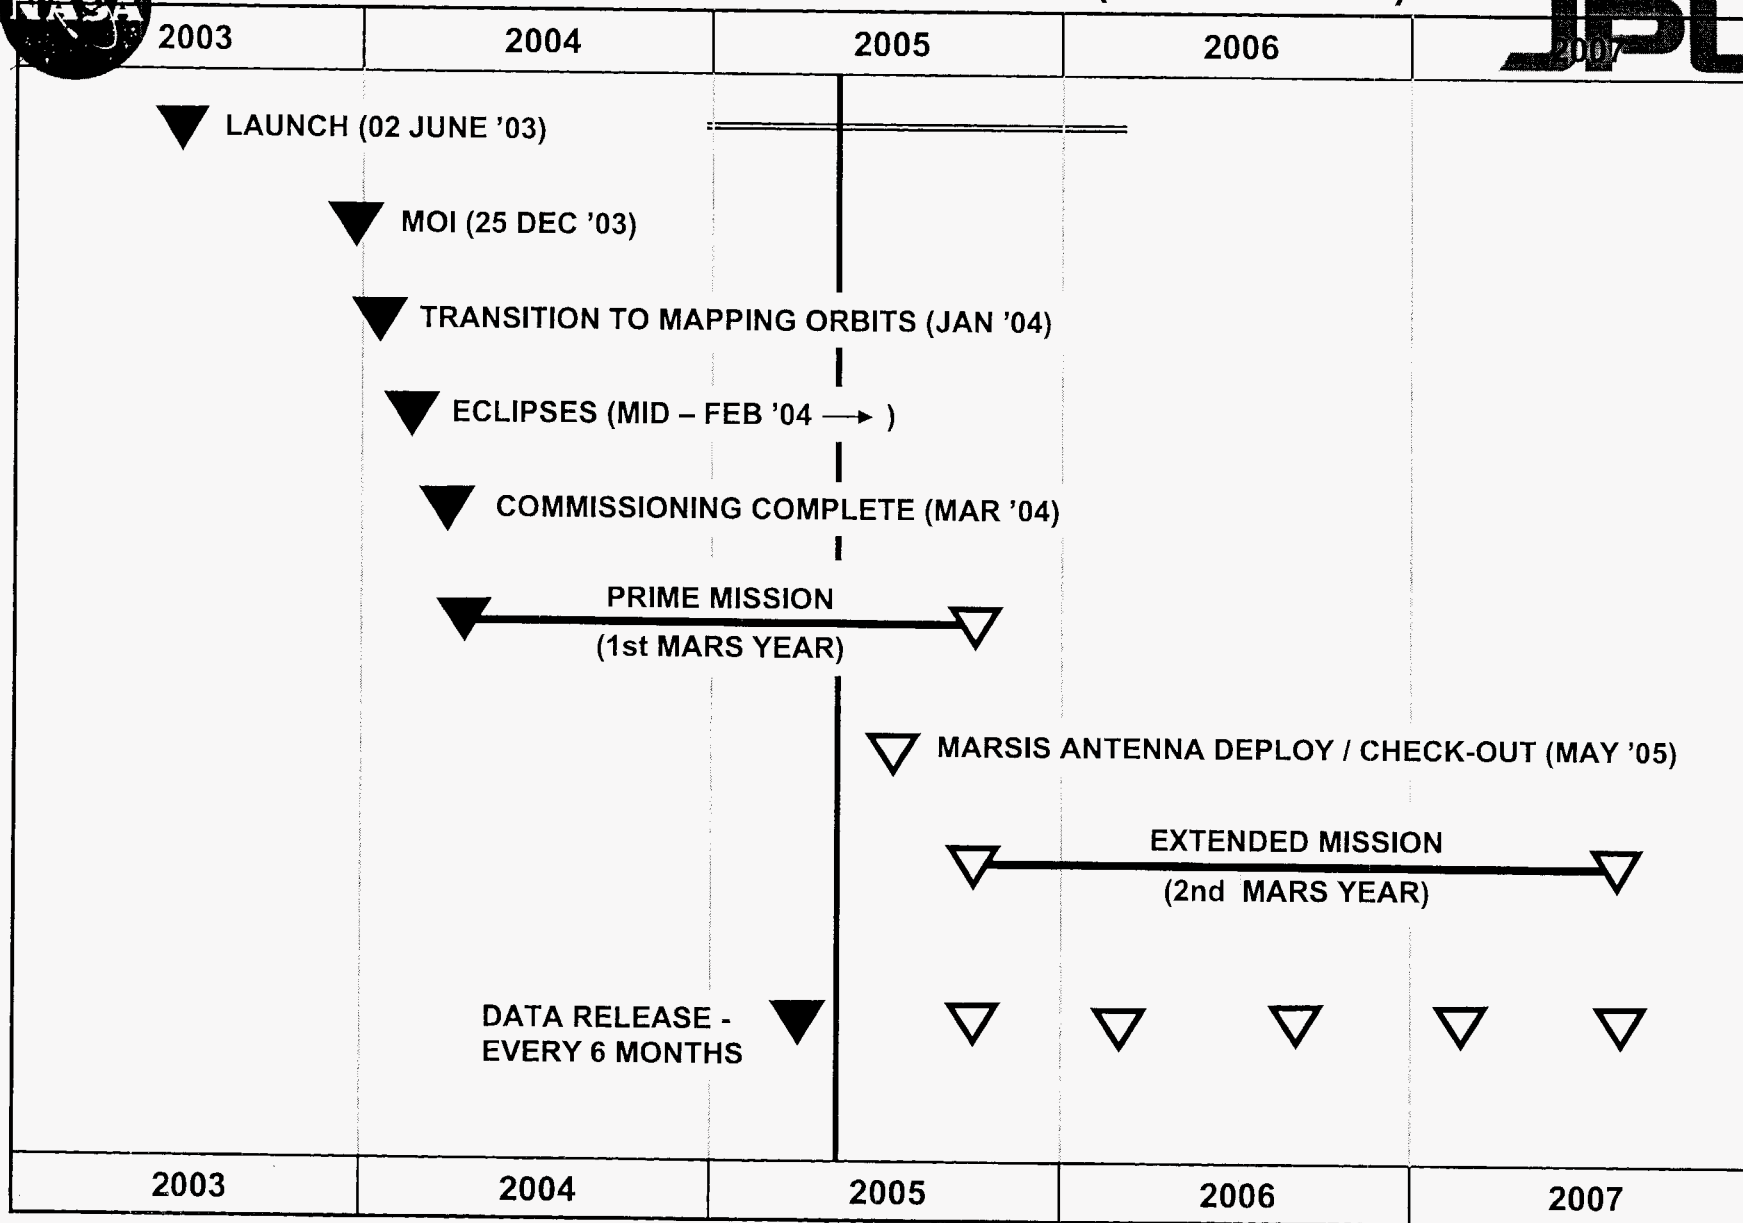 NASA
JPL
2003 2004 2005 2006 2007
LAUNCH (02 JUNE '03)
MOI (25 DEC '03)
TRANSITION TO MAPPING ORBITS (JAN '04)
ECLIPSES (MID – FEB '04 → )
COMMISSIONING COMPLETE (MAR '04)
PRIME MISSION
(1st MARS YEAR)
MARSIS ANTENNA DEPLOY / CHECK-OUT (MAY '05)
EXTENDED MISSION
(2nd MARS YEAR)
DATA RELEASE -
EVERY 6 MONTHS
2003 2004 2005 2006 2007